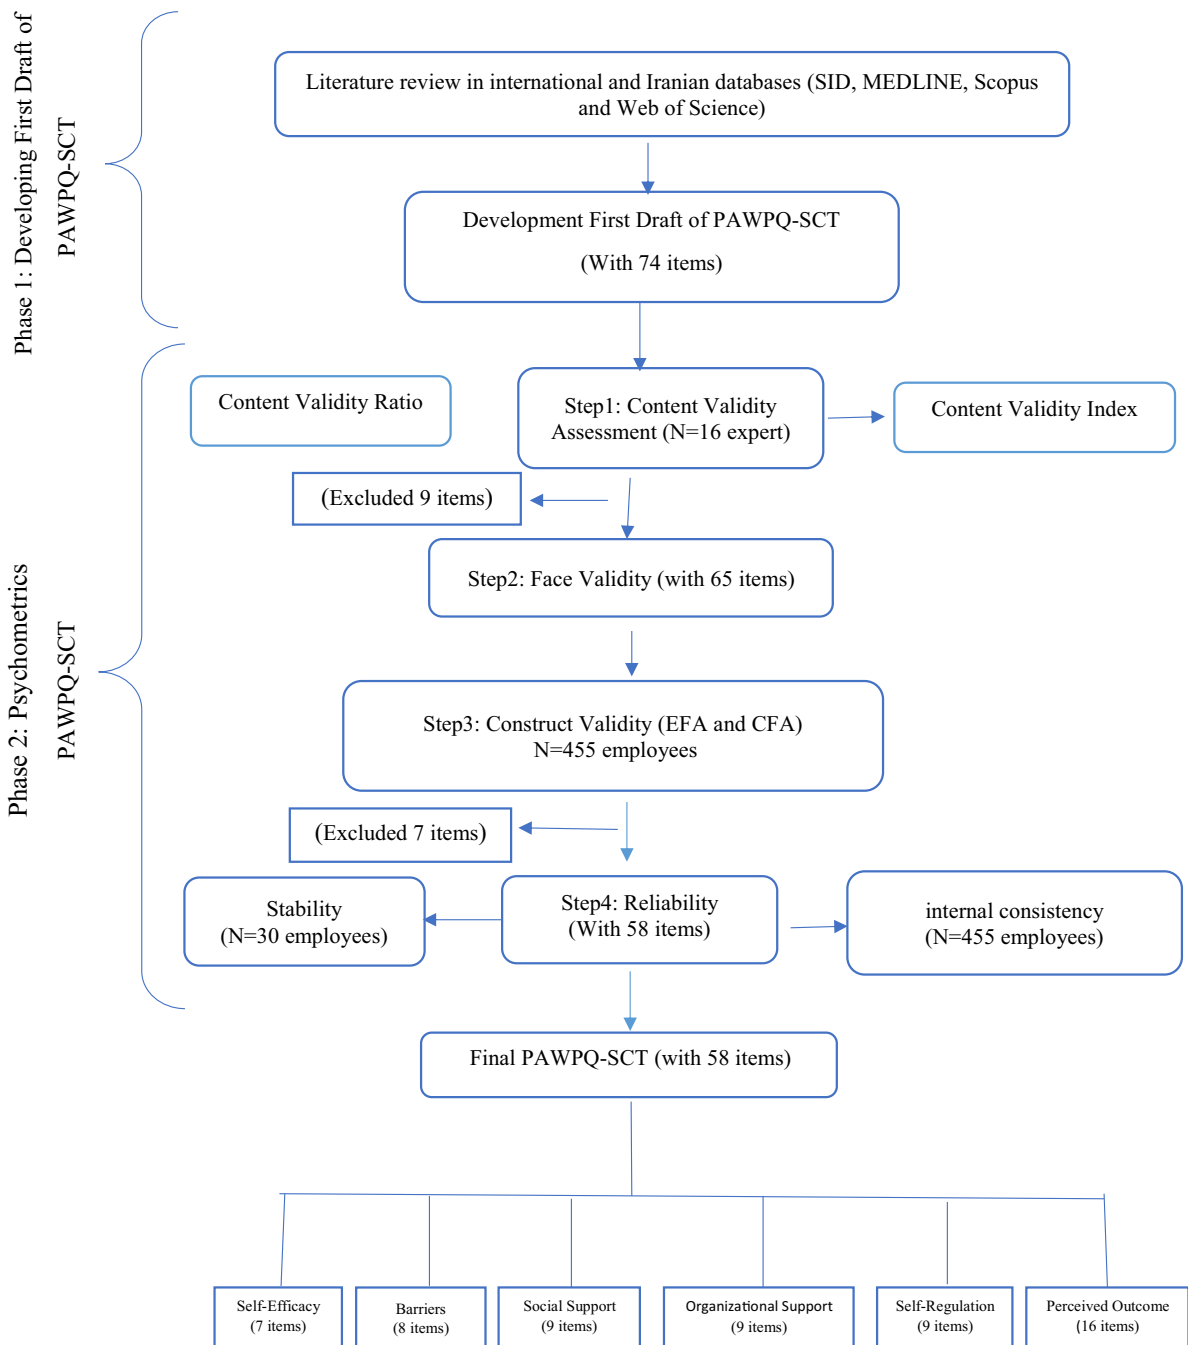 Phase 1: Developing First Draft of
PAWPQ-SCT
Literature review in international and Iranian databases (SID, MEDLINE, Scopus
and Web of Science)
Development First Draft of PAWPQ-SCT
(With 74 items)
Phase 2: Psychometrics
PAWPQ-SCT
Content Validity Ratio
Step1: Content Validity
Assessment (N=16 expert)
Content Validity Index
(Excluded 9 items)
Step2: Face Validity (with 65 items)
Step3: Construct Validity (EFA and CFA)
N=455 employees
(Excluded 7 items)
Stability
(N=30 employees)
Step4: Reliability
(With 58 items)
internal consistency
(N=455 employees)
Final PAWPQ-SCT (with 58 items)
Self-Efficacy
(7 items)
Barriers
(8 items)
Social Support
(9 items)
Organizational Support
(9 items)
Self-Regulation
(9 items)
Perceived Outcome
(16 items)